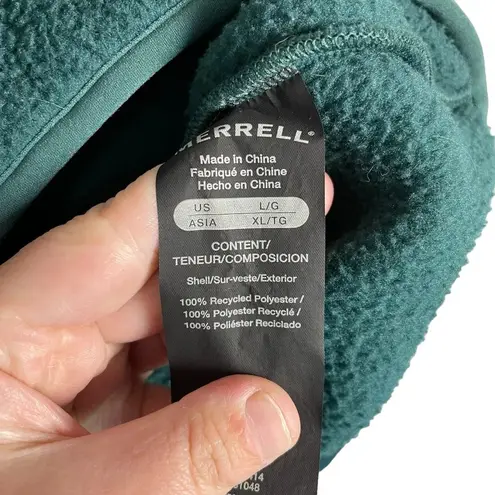 MERRELL®
Made in China
Fabriqué en Chine
Hecho en China
US L/G
ASIA XL/TG
CONTENT/
TENEUR/COMPOSICION
Shell/Sur-veste/Exterior
100% Recycled Polyester /
100% Polyester Recyclé /
100% Poliéster Reciclado